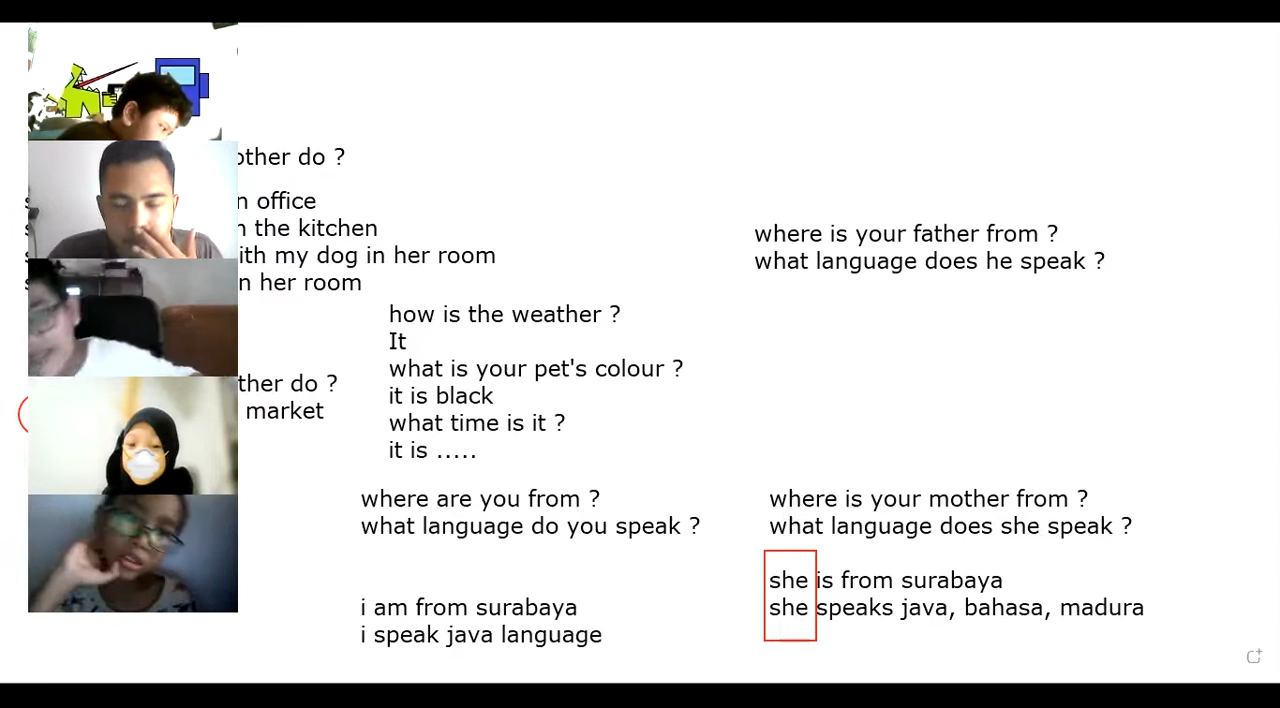 other do ?
n office
n the kitchen
ith my dog in her room
n her room
ther do ?
market
how is the weather ?
It
what is your pet's colour ?
it is black
what time is it ?
it is .....
where is your father from ?
what language does he speak ?
where are you from ?
what language do you speak ?
i am from surabaya
i speak java language
where is your mother from ?
what language does she speak ?
she is from surabaya
she speaks java, bahasa, madura